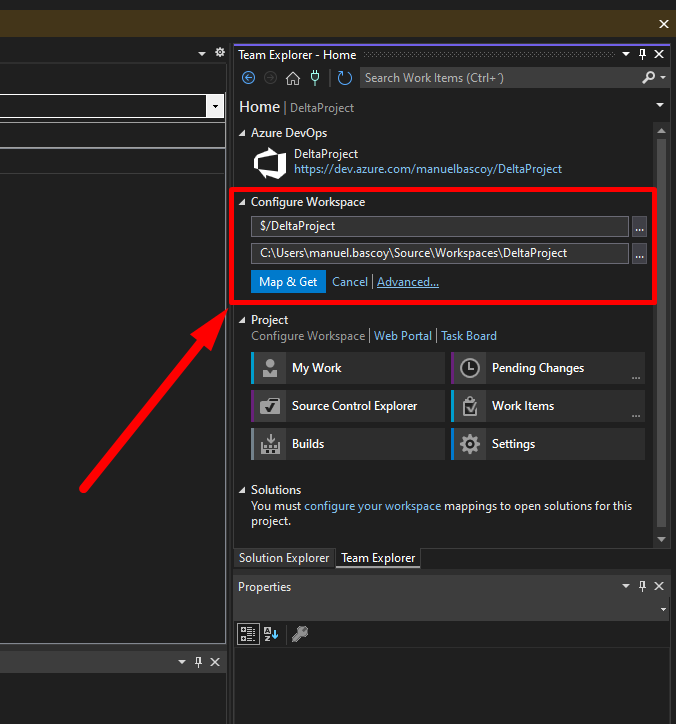 Team Explorer - Home
Search Work Items (Ctrl+´)
Home | DeltaProject
Azure DevOps
DeltaProject
https://dev.azure.com/manuelbascoy/DeltaProject
Configure Workspace
$/DeltaProject
...
C:\Users\manuel.bascoy\Source\Workspaces\DeltaProject
...
Map & Get Cancel | Advanced...
Project
Configure Workspace | Web Portal | Task Board
My Work
Pending Changes
...
Source Control Explorer
Work Items
...
Builds
Settings
Solutions
You must configure your workspace mappings to open solutions for this
project.
Solution Explorer Team Explorer
Properties